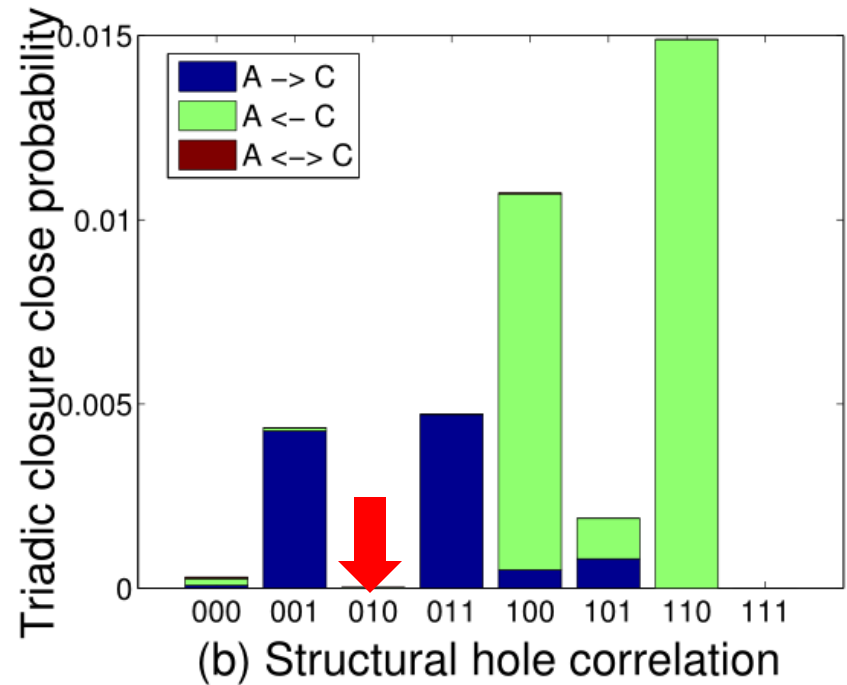 Triadic closure close probability
0.015
0.01
0.005
0
A -> C
A <- C
A <-> C
000 001 010 011 100 101 110 111
(b) Structural hole correlation